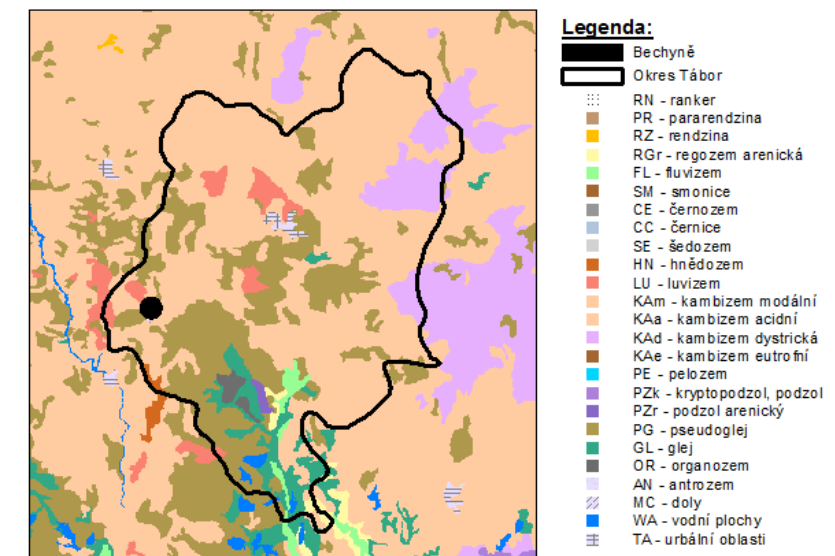 Legenda:
Bechyně
Okres Tábor
RN - ranker
PR - pararendzina
RZ - rendzina
RGr - regozem arenická
FL - fluvizem
SM - smonice
CE - černozem
CC - černice
SE - šedozem
HN - hnědozem
LU - luvizem
KAm - kambizem modální
KAa - kambizem acidní
KAd - kambizem dystrická
KAe - kambizem eutrofní
PE - pelozem
PZk - kryptopodzol, podzol
PZr - podzol arenický
PG - pseudoglej
GL - glej
OR - organozem
AN - antrozem
MC - doly
WA - vodní plochy
TA - urbální oblasti